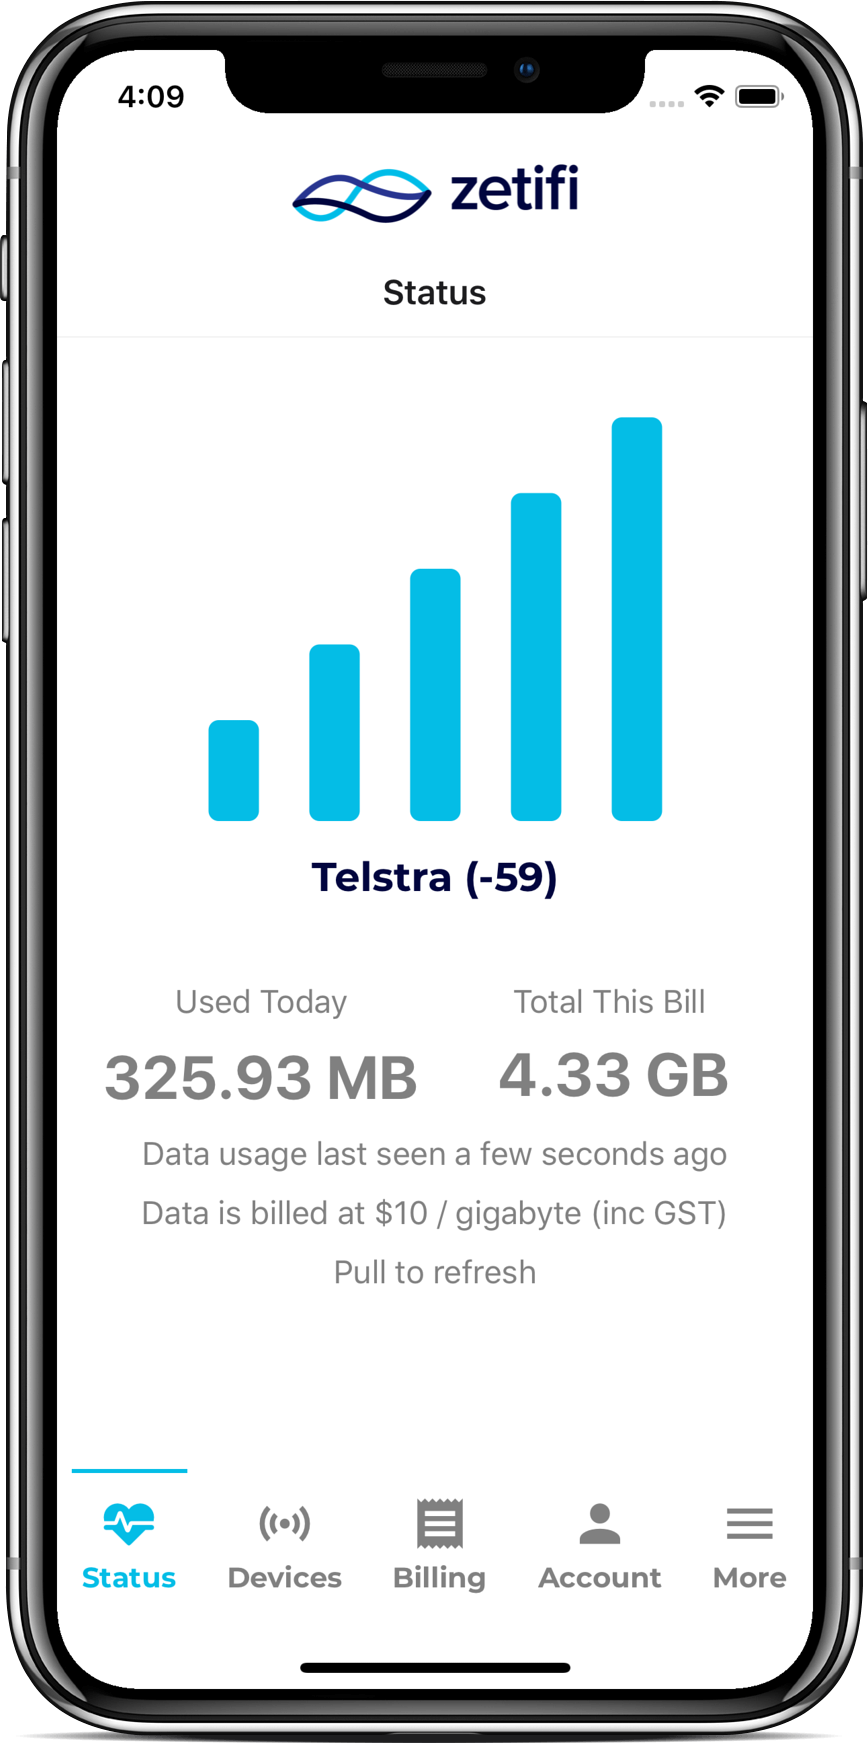 4:09
zetifi
Status
Telstra (-59)
Used Today Total This Bill
325.93 MB 4.33 GB
Data usage last seen a few seconds ago
Data is billed at $10 / gigabyte (inc GST)
Pull to refresh
Status Devices Billing Account More